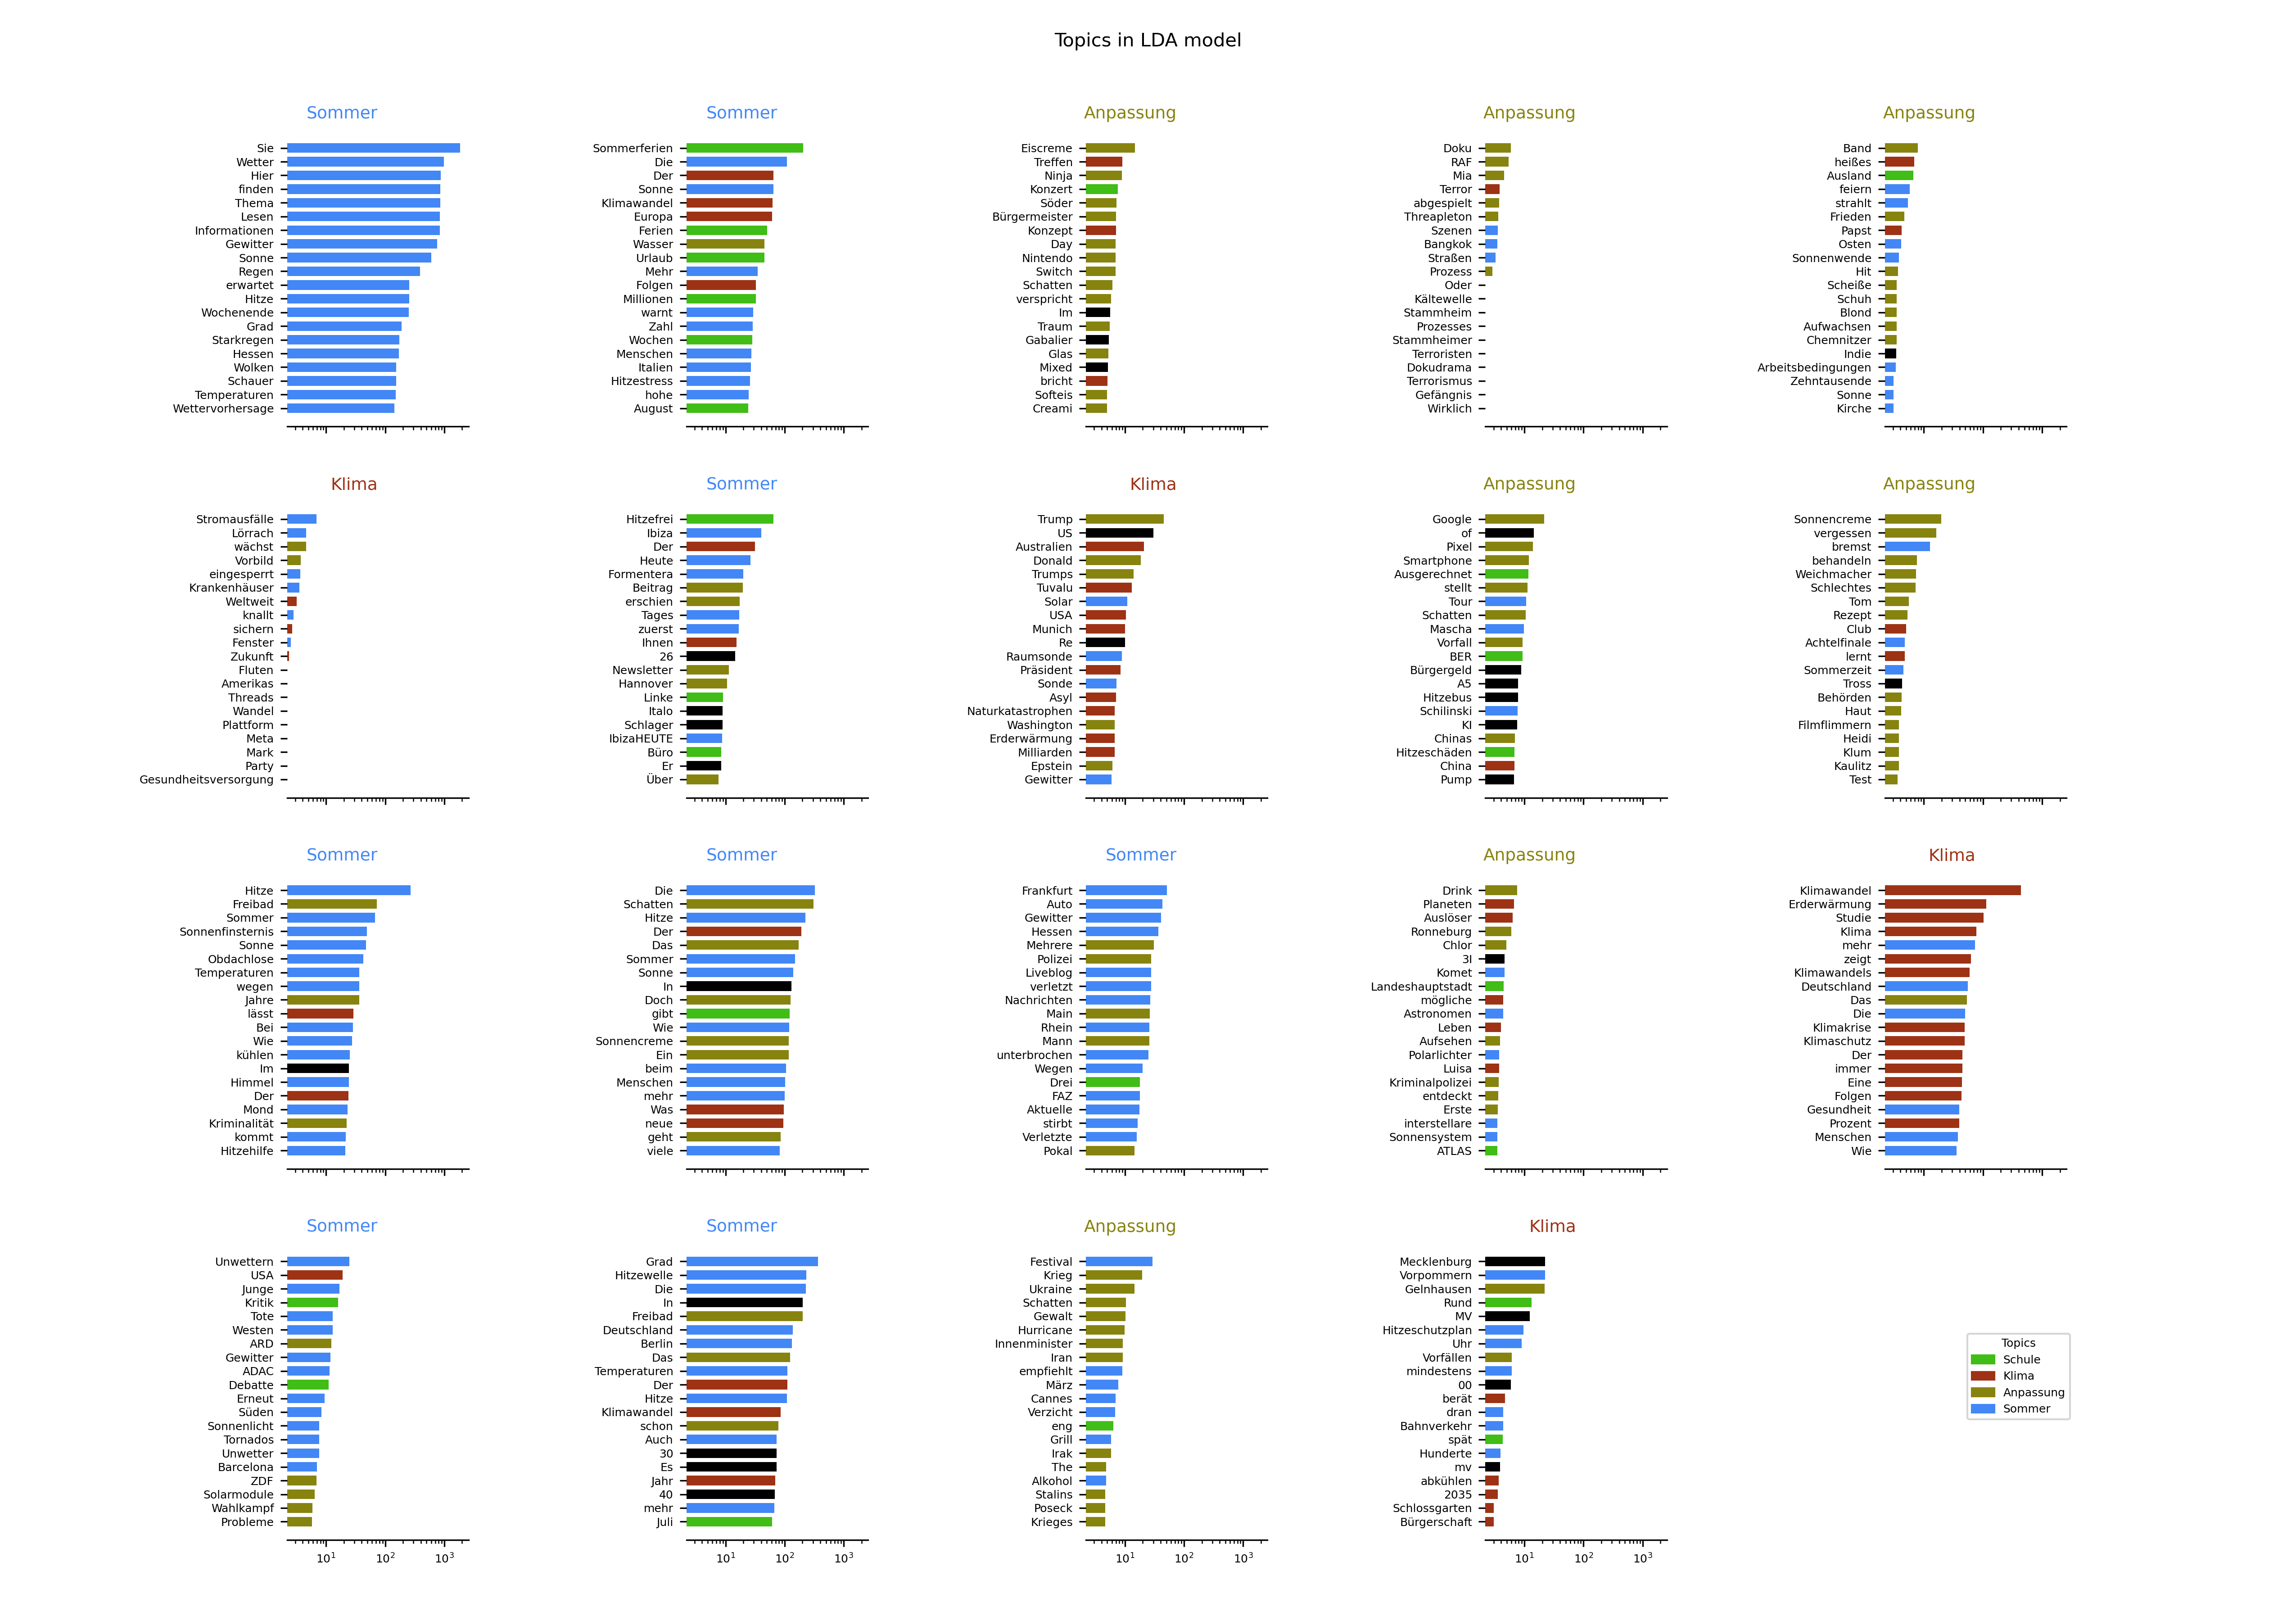 Topics in LDA model
Sommer
Sie
Wetter
Hier
finden
Thema
Lesen
Informationen
Gewitter
Sonne
Regen
erwartet
Hitze
Wochenende
Grad
Starkregen
Hessen
Wolken
Schauer
Temperaturen
Wettervorhersage
Sommer
Sommerferien
Die
Der
Sonne
Klimawandel
Europa
Ferien
Wasser
Urlaub
Mehr
Folgen
Millionen
warnt
Zahl
Wochen
Menschen
Italien
Hitzestress
hohe
August
Anpassung
Eiscreme
Treffen
Ninja
Konzert
Söder
Bürgermeister
Konzept
Day
Nintendo
Switch
Schatten
verspricht
Im
Traum
Gabalier
Glas
Mixed
bricht
Softeis
Creami
Anpassung
Doku
RAF
Mia
Terror
abgespielt
Threapleton
Szenen
Bangkok
Straßen
Prozess
Oder
Kältewelle
Stammheim
Prozesses
Stammheimer
Terroristen
Dokudrama
Terrorismus
Gefängnis
Wirklich
Anpassung
Band
heißes
Ausland
feiern
strahlt
Frieden
Papst
Osten
Sonnenwende
Hit
Scheiße
Schuh
Blond
Aufwachsen
Chemnitzer
Indie
Arbeitsbedingungen
Zehntausende
Sonne
Kirche
Klima
Stromausfälle
Lörrach
wächst
Vorbild
eingesperrt
Krankenhäuser
Weltweit
knallt
sichern
Fenster
Zukunft
Fluten
Amerikas
Threads
Wandel
Plattform
Meta
Mark
Party
Gesundheitsversorgung
Sommer
Hitzefrei
Ibiza
Der
Heute
Formentera
Beitrag
erschien
Tages
zuerst
Ihnen
26
Newsletter
Hannover
Linke
Italo
Schlager
IbizaHEUTE
Büro
Er
Über
Klima
Trump
US
Australien
Donald
Trumps
Tuvalu
Solar
USA
Munich
Re
Raumsonde
Präsident
Sonde
Asyl
Naturkatastrophen
Washington
Erderwärmung
Milliarden
Epstein
Gewitter
Anpassung
Google
of
Pixel
Smartphone
Ausgerechnet
stellt
Tour
Schatten
Mascha
Vorfall
BER
Bürgergeld
A5
Hitzebus
Schilinski
KI
Chinas
Hitzeschäden
China
Pump
Anpassung
Sonnencreme
vergessen
bremst
behandeln
Weichmacher
Schlechtes
Tom
Rezept
Club
Achtelfinale
lernt
Sommerzeit
Tross
Behörden
Haut
Filmflimmern
Heidi
Klum
Kaulitz
Test
Sommer
Hitze
Freibad
Sommer
Sonnenfinsternis
Sonne
Obdachlose
Temperaturen
wegen
Jahre
lässt
Bei
Wie
kühlen
Im
Himmel
Der
Mond
Kriminalität
kommt
Hitzehilfe
Sommer
Die
Schatten
Hitze
Der
Das
Sommer
Sonne
In
Doch
gibt
Wie
Sonnencreme
Ein
beim
Menschen
mehr
Was
neue
geht
viele
Sommer
Frankfurt
Auto
Gewitter
Hessen
Mehrere
Polizei
Liveblog
verletzt
Nachrichten
Main
Rhein
Mann
unterbrochen
Wegen
Drei
FAZ
Aktuelle
stirbt
Verletzte
Pokal
Anpassung
Drink
Planeten
Auslöser
Ronneburg
Chlor
3I
Komet
Landeshauptstadt
mögliche
Astronomen
Leben
Aufsehen
Polarlichter
Luisa
Kriminalpolizei
entdeckt
Erste
interstellare
Sonnensystem
ATLAS
Klima
Klimawandel
Erderwärmung
Studie
Klima
mehr
zeigt
Klimawandels
Deutschland
Das
Die
Klimakrise
Klimaschutz
Der
immer
Eine
Folgen
Gesundheit
Prozent
Menschen
Wie
Sommer
Unwettern
USA
Junge
Kritik
Tote
Westen
ARD
Gewitter
ADAC
Debatte
Erneut
Süden
Sonnenlicht
Tornados
Unwetter
Barcelona
ZDF
Solarmodule
Wahlkampf
Probleme
10¹ 10² 10³
Sommer
Grad
Hitzewelle
Die
In
Freibad
Deutschland
Berlin
Das
Temperaturen
Der
Hitze
Klimawandel
schon
Auch
30
Es
Jahr
40
mehr
Juli
10¹ 10² 10³
Anpassung
Festival
Krieg
Ukraine
Schatten
Gewalt
Hurricane
Innenminister
Iran
empfiehlt
März
Cannes
Verzicht
eng
Grill
Irak
The
Alkohol
Stalins
Poseck
Krieges
10¹ 10² 10³
Klima
Mecklenburg
Vorpommern
Gelnhausen
Rund
MV
Hitzeschutzplan
Uhr
Vorfällen
mindestens
00
berät
dran
Bahnverkehr
spät
Hunderte
mv
abkühlen
2035
Schlossgarten
Bürgerschaft
10¹ 10² 10³
Topics
Schule
Klima
Anpassung
Sommer